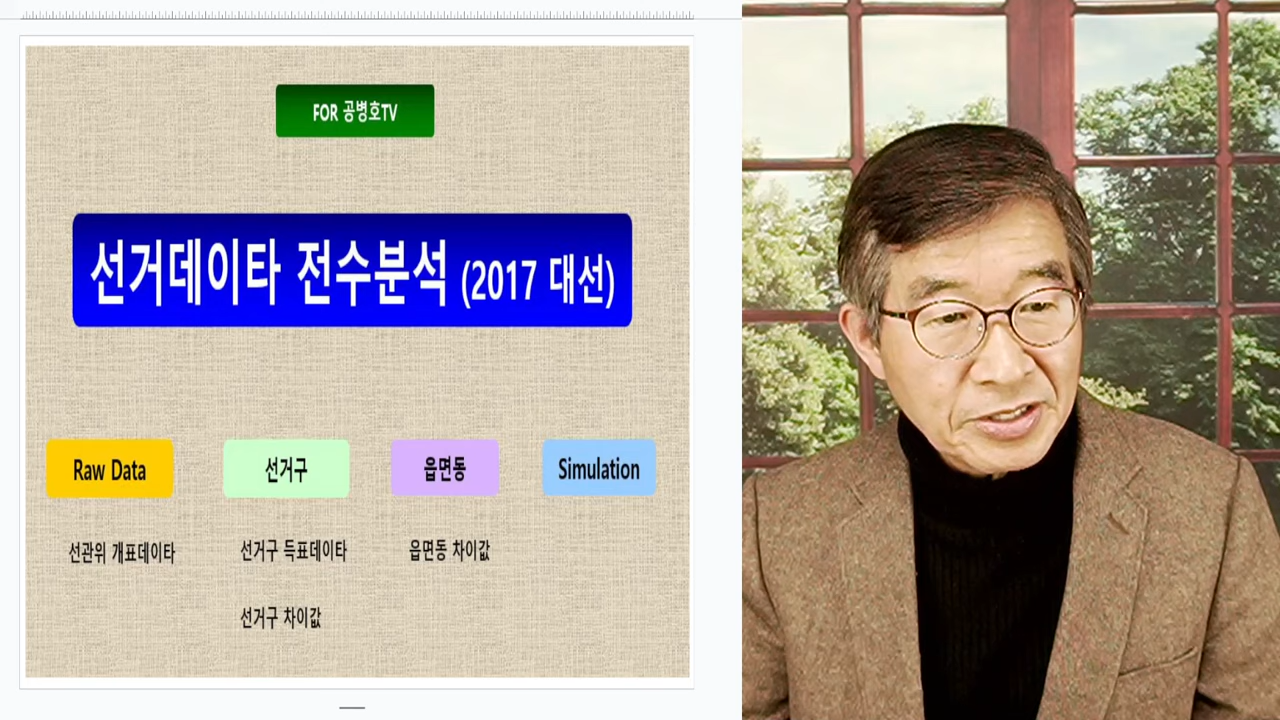 FOR 공병호TV
선거데이타 전수분석 (2017 대선)
Raw Data
선거구
읍면동
Simulation
선관위 개표데이타
선거구 득표데이타
읍면동 차이값
선거구 차이값